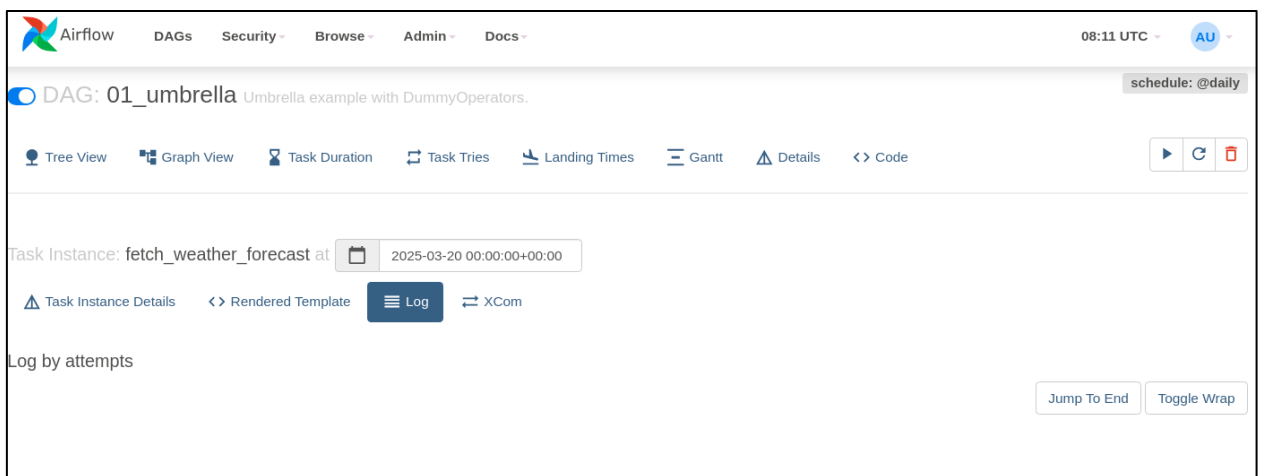 Airflow DAGs Security Browse Admin Docs 08:11 UTC AU
schedule: @daily
DAG: 01_umbrella Umbrella example with DummyOperators.
Tree View Graph View Task Duration Task Tries Landing Times Gantt Details Code
Task Instance: fetch_weather_forecast at 2025-03-20 00:00:00+00:00
Task Instance Details Rendered Template Log XCom
Log by attempts
Jump To End Toggle Wrap